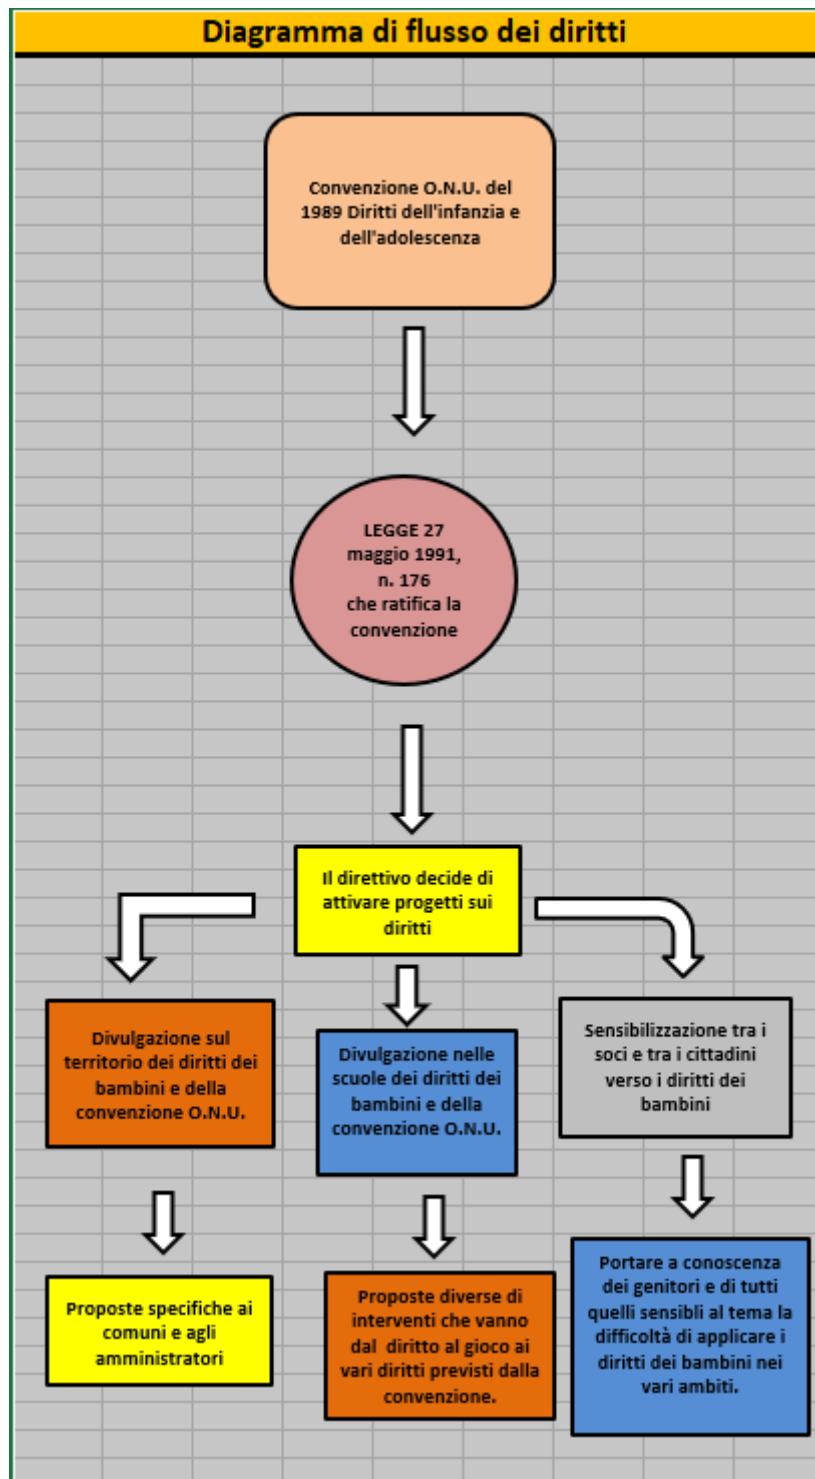 Diagramma di flusso dei diritti
Convenzione O.N.U. del
1989 Diritti dell'infanzia e
dell'adolescenza
LEGGE 27
maggio 1991,
n. 176
che ratifica la
convenzione
Il direttivo decide di
attivare progetti sui
diritti
Divulgazione sul
territorio dei diritti dei
bambini e della
convenzione O.N.U.
Divulgazione nelle
scuole dei diritti dei
bambini e della
convenzione O.N.U.
Sensibilizzazione tra i
soci e tra i cittadini
verso i diritti dei
bambini
Proposte specifiche ai
comuni e agli
amministratori
Proposte diverse di
interventi che vanno
dal  diritto al gioco ai
vari diritti previsti dalla
convenzione.
Portare a conoscenza
dei genitori e di tutti
quelli sensibli al tema la
difficoltà di applicare i
diritti dei bambini nei
vari ambiti.